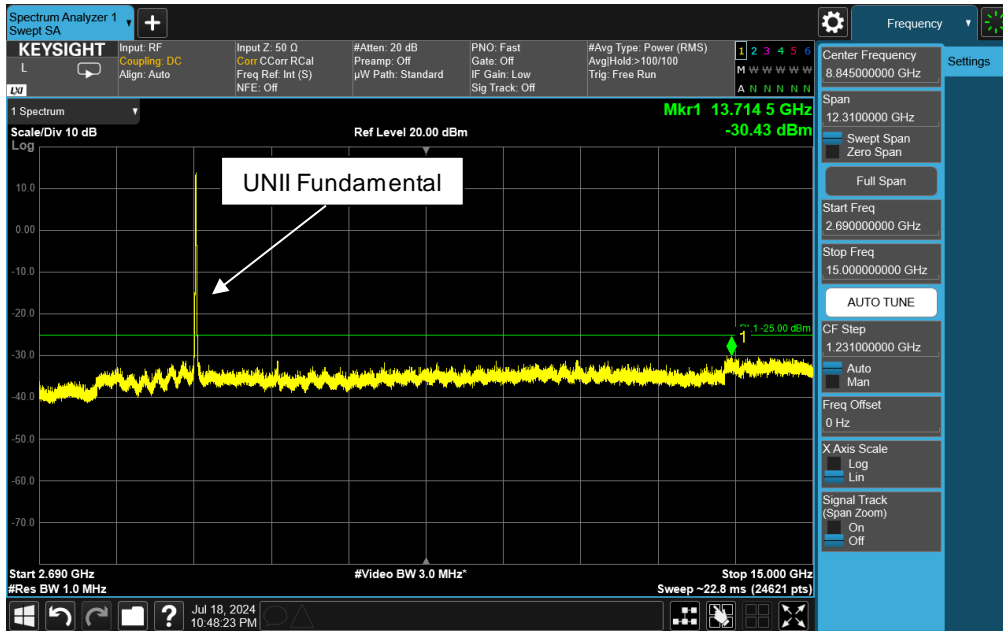 Spectrum Analyzer 1
Swept SA
Frequency
KEYSIGHT
L
LXI
Input: RF
Coupling: DC
Align: Auto
Input Z: 50 Ω
Corr CCorr RCal
Freq Ref: Int (S)
NFE: Off
#Atten: 20 dB
Preamp: Off
µW Path: Standard
PNO: Fast
Gate: Off
IF Gain: Low
Sig Track: Off
#Avg Type: Power (RMS)
Avg|Hold:>100/100
Trig: Free Run
1 2 3 4 5 6
M W W W W W
A N N N N N
1 Spectrum
Scale/Div 10 dB
Log
Ref Level 20.00 dBm
Mkr1 13.714 5 GHz
-30.43 dBm
UNII Fundamental
10.0
0.00
-10.0
-20.0
-30.0
-40.0
-50.0
-60.0
-70.0
1 -25.00 dBm
1
Start 2.690 GHz
#Res BW 1.0 MHz
#Video BW 3.0 MHz*
Stop 15.000 GHz
Sweep ~22.8 ms (24621 pts)
Jul 18, 2024
10:48:23 PM
?
Center Frequency
8.845000000 GHz
Settings
Span
12.3100000 GHz
Swept Span
Zero Span
Full Span
Start Freq
2.690000000 GHz
Stop Freq
15.000000000 GHz
AUTO TUNE
CF Step
1.231000000 GHz
Auto
Man
Freq Offset
0 Hz
X Axis Scale
Log
Lin
Signal Track
(Span Zoom)
On
Off